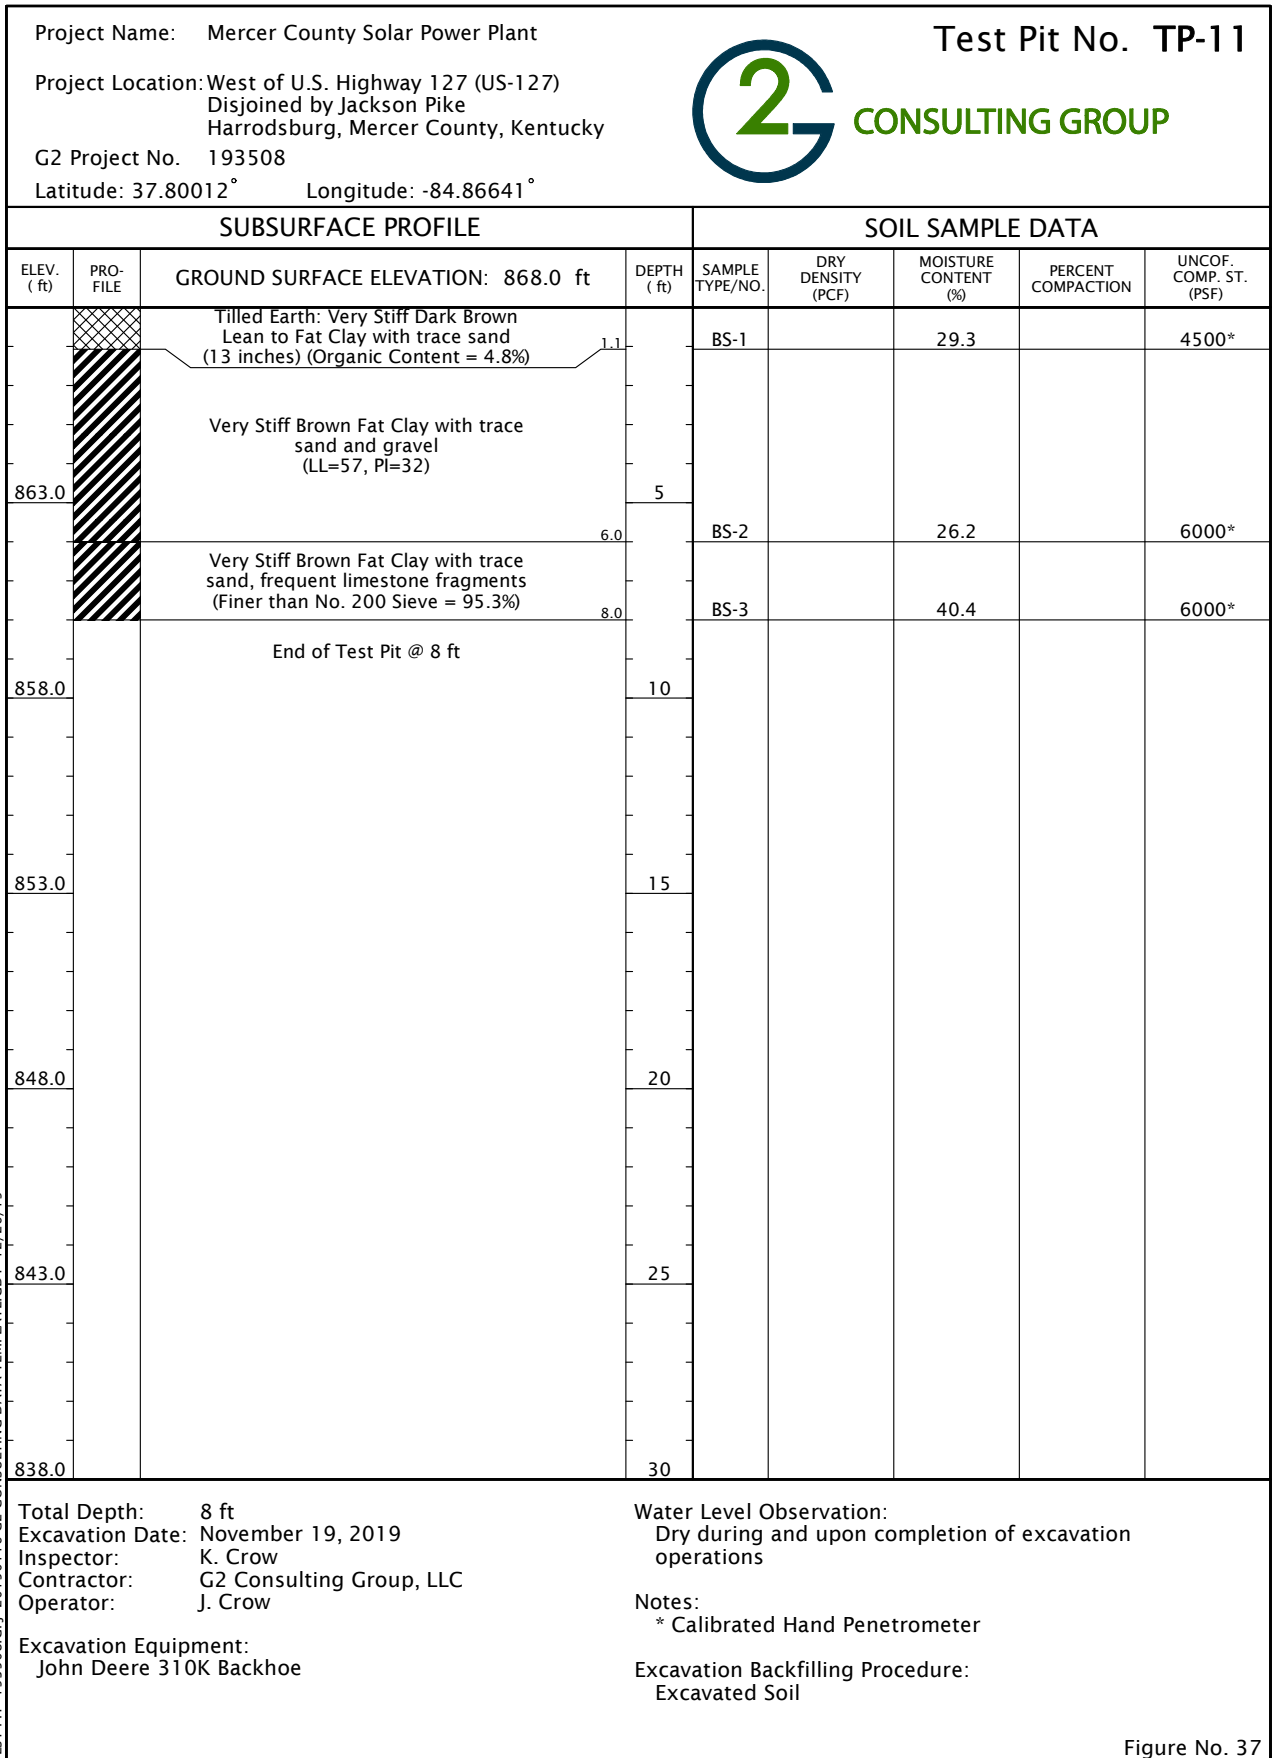 Project Name: Mercer County Solar Power Plant
Project Location: West of U.S. Highway 127 (US-127)
Disjoined by Jackson Pike
Harrodsburg, Mercer County, Kentucky
G2 Project No. 193508
Latitude: 37.80012° Longitude: -84.86641°
G2 CONSULTING GROUP
Test Pit No. TP-11
SUBSURFACE PROFILE
SOIL SAMPLE DATA
ELEV. ( ft)
PRO-FILE
GROUND SURFACE ELEVATION: 868.0 ft
DEPTH ( ft)
SAMPLE TYPE/NO.
DRY DENSITY (PCF)
MOISTURE CONTENT (%)
PERCENT COMPACTION
UNCOF. COMP. ST. (PSF)
Tilled Earth: Very Stiff Dark Brown
Lean to Fat Clay with trace sand
(13 inches) (Organic Content = 4.8%)
1.1 BS-1 29.3 4500*
Very Stiff Brown Fat Clay with trace
sand and gravel
(LL=57, PI=32)
863.0 5
6.0 BS-2 26.2 6000*
Very Stiff Brown Fat Clay with trace
sand, frequent limestone fragments
(Finer than No. 200 Sieve = 95.3%)
8.0 BS-3 40.4 6000*
End of Test Pit @ 8 ft
858.0 10
853.0 15
848.0 20
843.0 25
838.0 30
Total Depth: 8 ft
Excavation Date: November 19, 2019
Inspector: K. Crow
Contractor: G2 Consulting Group, LLC
Operator: J. Crow
Excavation Equipment:
John Deere 310K Backhoe
Water Level Observation:
Dry during and upon completion of excavation
operations
Notes:
* Calibrated Hand Penetrometer
Excavation Backfilling Procedure:
Excavated Soil
Figure No. 37